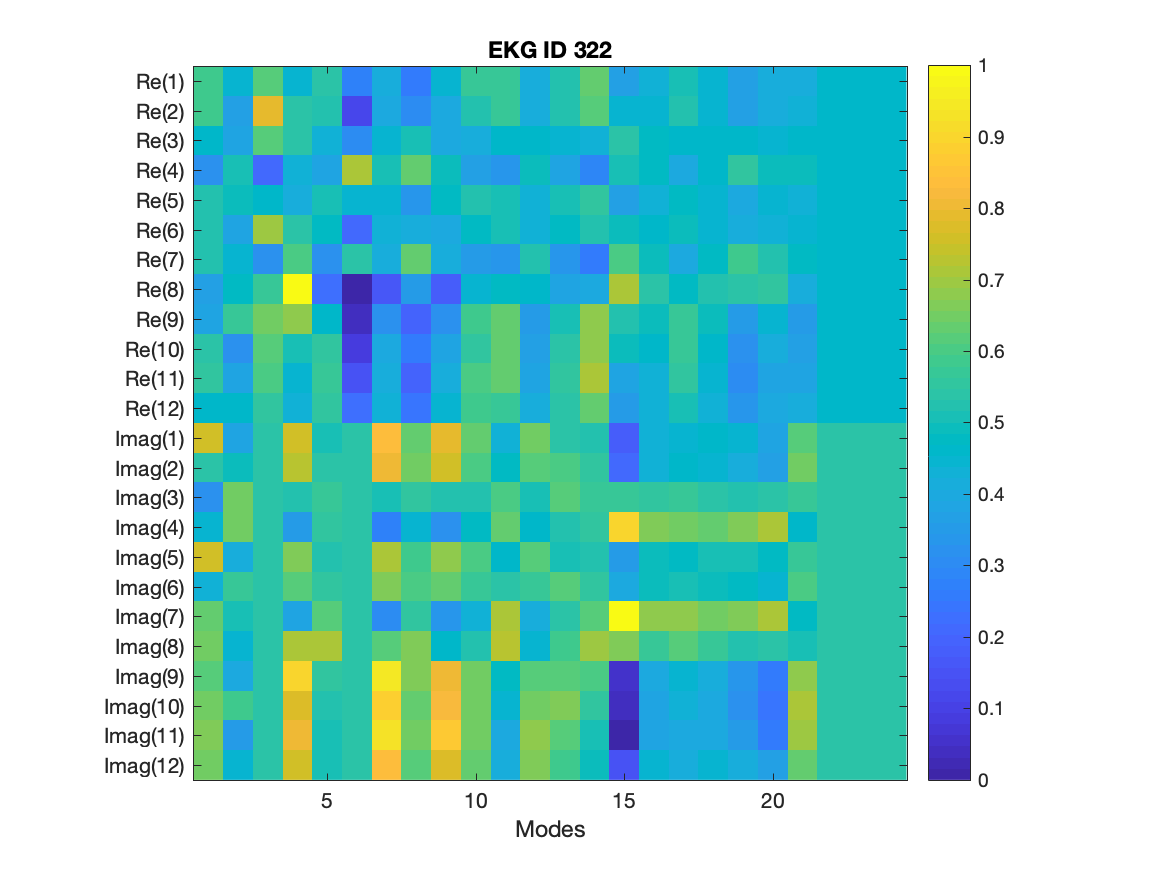 EKG ID 322
Re(1)
Re(2)
Re(3)
Re(4)
Re(5)
Re(6)
Re(7)
Re(8)
Re(9)
Re(10)
Re(11)
Re(12)
Imag(1)
Imag(2)
Imag(3)
Imag(4)
Imag(5)
Imag(6)
Imag(7)
Imag(8)
Imag(9)
Imag(10)
Imag(11)
Imag(12)
5 10 15 20
Modes
1
0.9
0.8
0.7
0.6
0.5
0.4
0.3
0.2
0.1
0